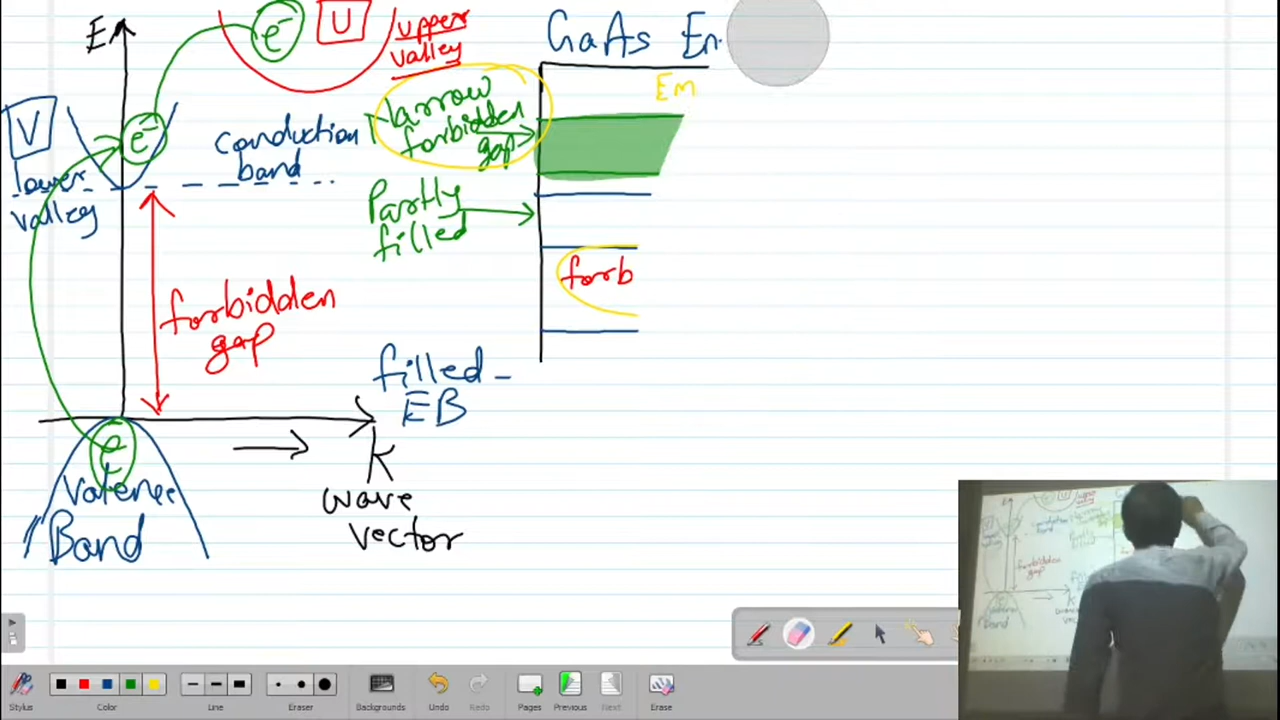 En
e-
U
upper
valley
GaAs En.
Em
V
e-
conduction
band
Narrow
forbidden
gap
lower
valley
Partly
filled
forb
forbidden
gap
filled -
EB
e-
k
Valence
Band
wave
vector
Stylus
Color
Line
Eraser
Backgrounds
Undo
Redo
Pages
Previous
Next
Erase